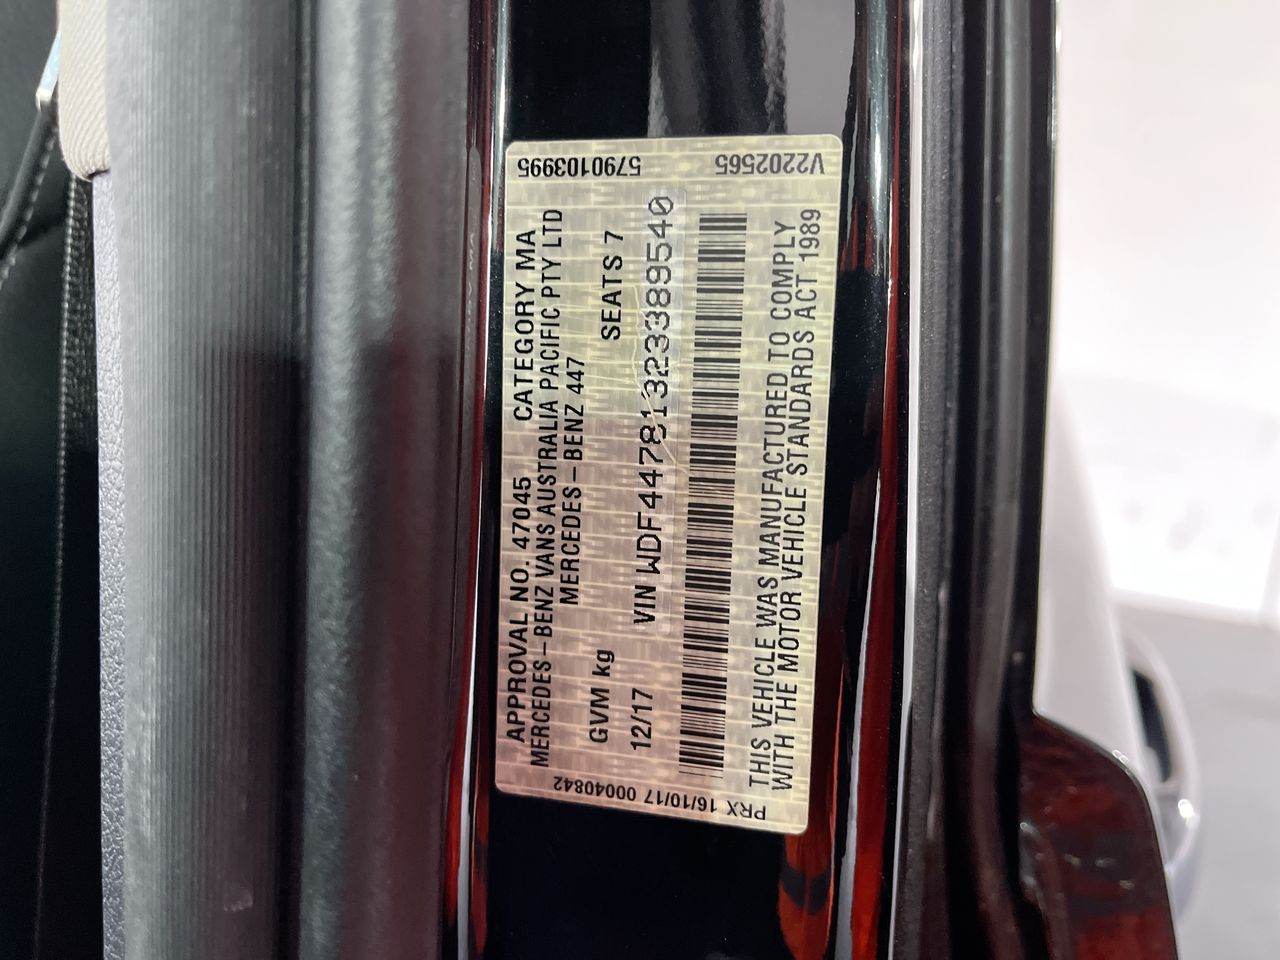 APPROVAL NO. 47045 CATEGORY MA
MERCEDES-BENZ VANS AUSTRALIA PACIFIC PTY LTD
MERCEDES-BENZ 447
GVM kg SEATS 7
12/17 VIN WDF44781323389540
THIS VEHICLE WAS MANUFACTURED TO COMPLY
WITH THE MOTOR VEHICLE STANDARDS ACT 1989
5790103995 V2202565
PRX 16/10/17 00040842